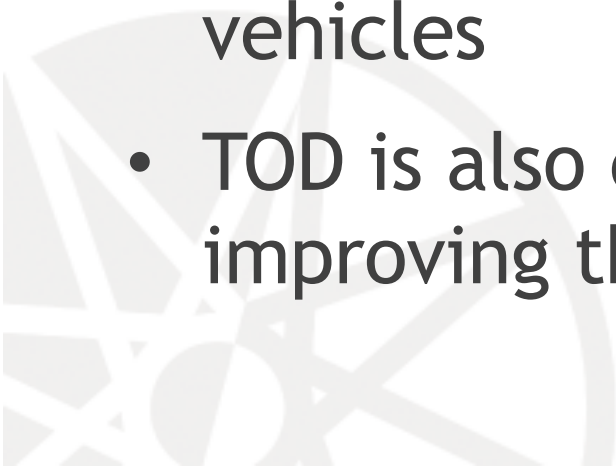 vehicles
• TOD is also
improving